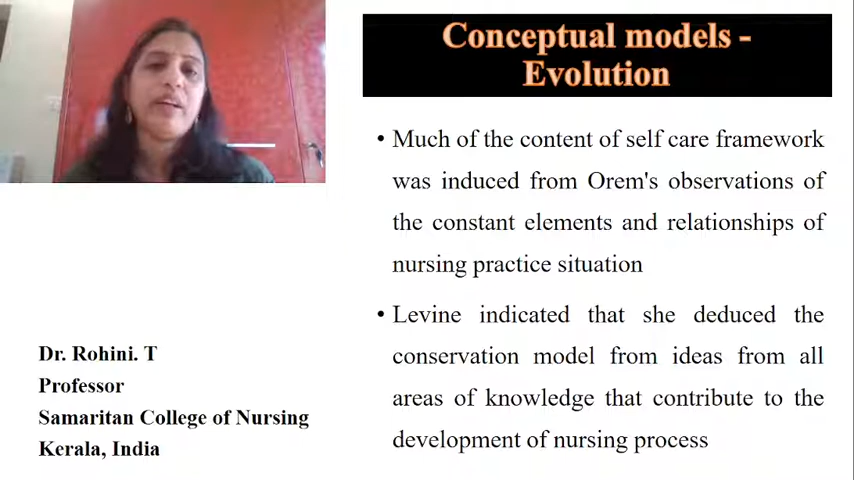 Conceptual models -
Evolution
• Much of the content of self care framework
was induced from Orem's observations of
the constant elements and relationships of
nursing practice situation
• Levine indicated that she deduced the
conservation model from ideas from all
areas of knowledge that contribute to the
development of nursing process
Dr. Rohini. T
Professor
Samaritan College of Nursing
Kerala, India